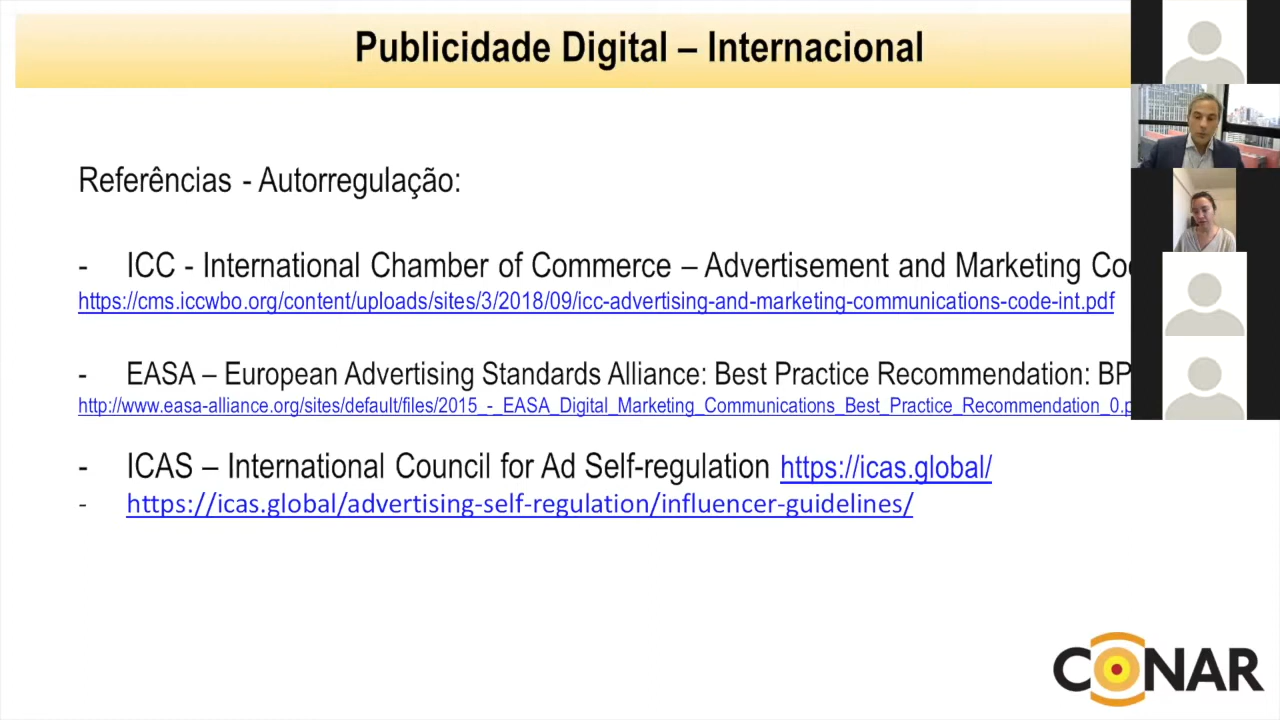 Publicidade Digital – Internacional
Referências - Autorregulação:
- ICC - International Chamber of Commerce – Advertisement and Marketing
https://cms.iccwbo.org/content/uploads/sites/3/2018/09/icc-advertising-and-marketing-communications-code-int.pdf
- EASA – European Advertising Standards Alliance: Best Practice Recommendation: BP
http://www.easa-alliance.org/sites/default/files/2015_-_EASA_Digital_Marketing_Communications_Best_Practice_Recommendation_0.p
- ICAS – International Council for Ad Self-regulation https://icas.global/
- https://icas.global/advertising-self-regulation/influencer-guidelines/
CONAR